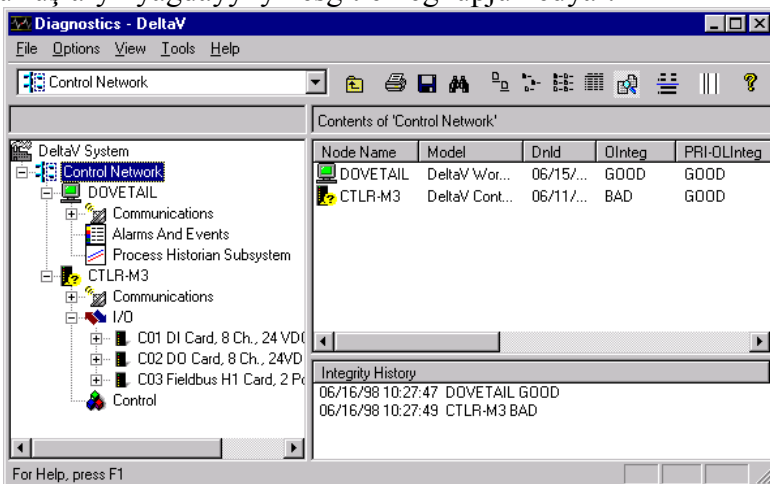 Diagnostics - DeltaV
File Options View Tools Help
Control Network
Contents of 'Control Network'
DeltaV System
Control Network
DOVETAIL
Communications
Alarms And Events
Process Historian Subsystem
CTLR-M3
Communications
I/O
C01 DI Card, 8 Ch., 24 VD
C02 DO Card, 8 Ch., 24VD
C03 Fieldbus H1 Card, 2 P
Control
Node Name Model Dnld OInteg PRI-OLInteg
DOVETAIL DeltaV Wor... 06/15/... GOOD GOOD
CTLR-M3 DeltaV Cont... 06/11/... BAD GOOD
Integrity History
06/16/98 10:27:47 DOVETAIL GOOD
06/16/98 10:27:49 CTLR-M3 BAD
For Help, press F1